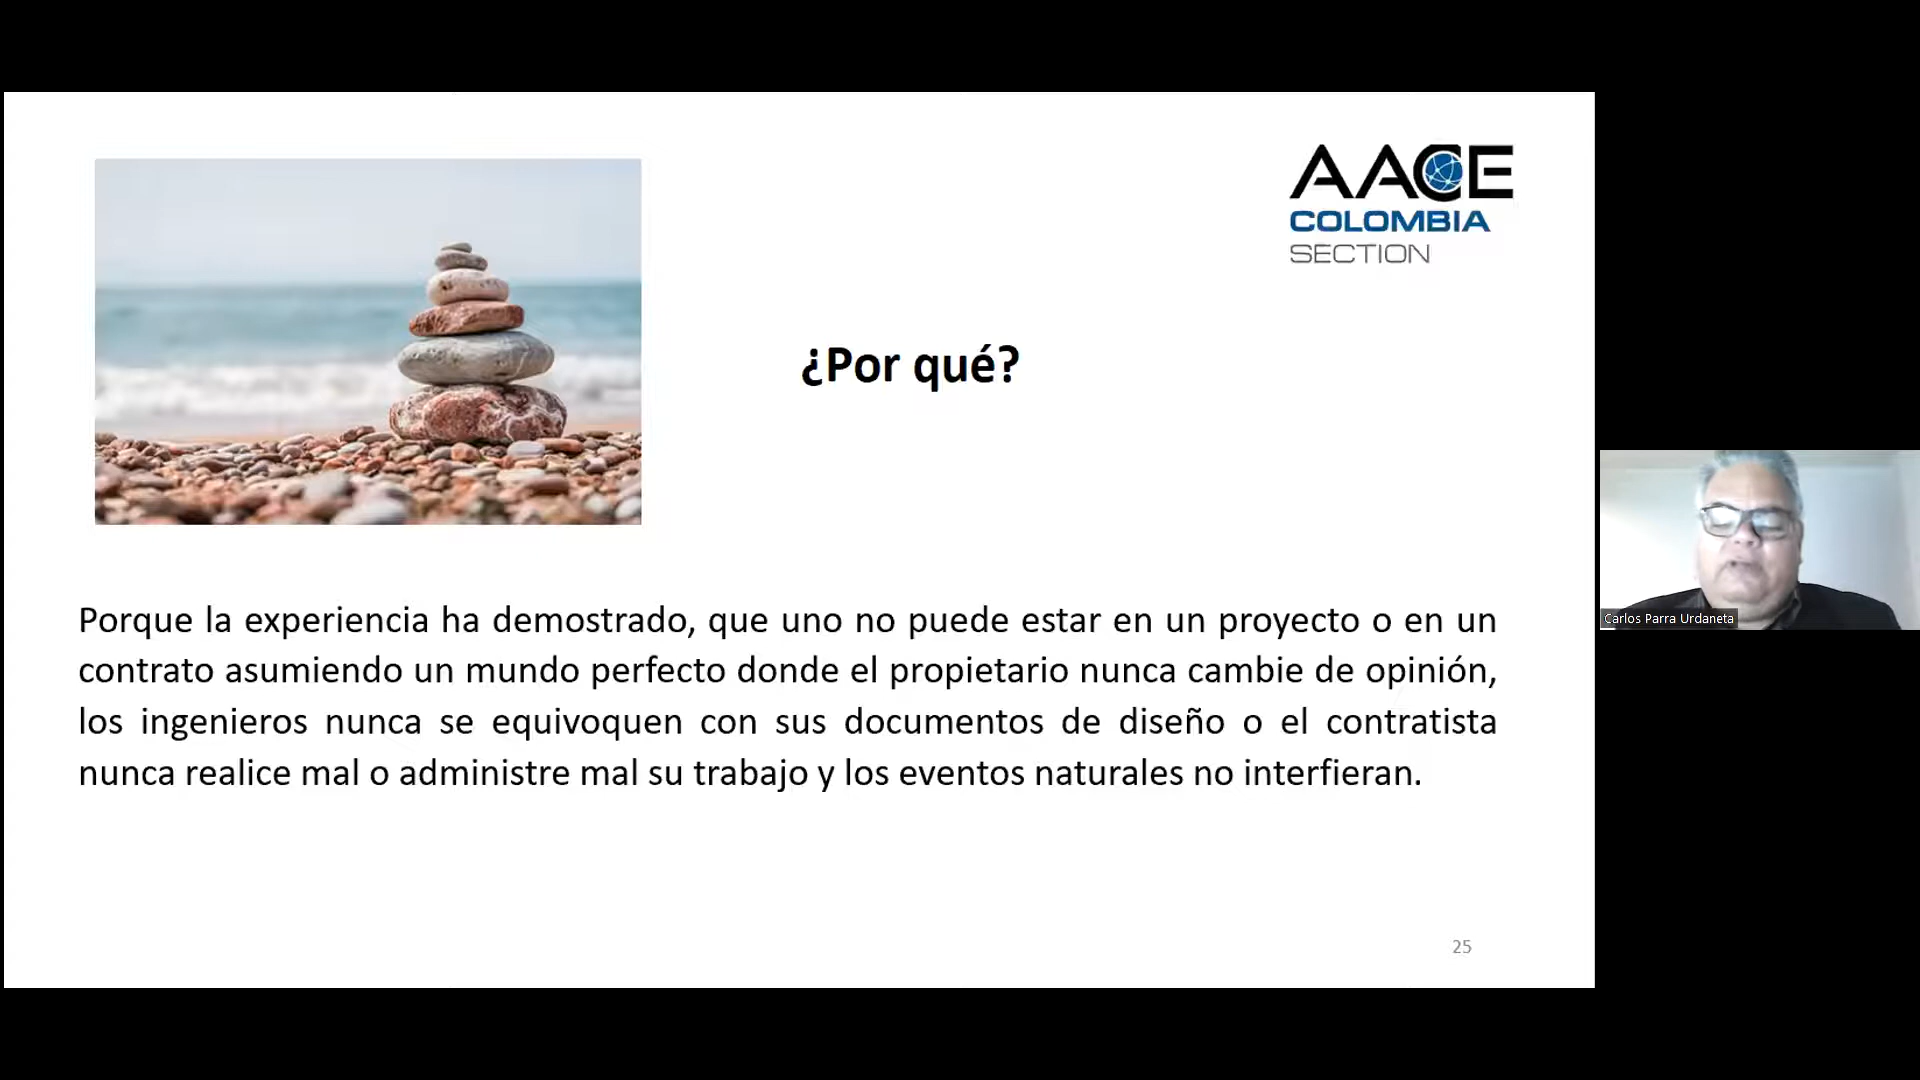 AACE
COLOMBIA
SECTION
¿Por qué?
Porque la experiencia ha demostrado, que uno no puede estar en un proyecto o en un
contrato asumiendo un mundo perfecto donde el propietario nunca cambie de opinión,
los ingenieros nunca se equivoquen con sus documentos de diseño o el contratista
nunca realice mal o administre mal su trabajo y los eventos naturales no interfieran.
25
Carlos Parra Urdaneta